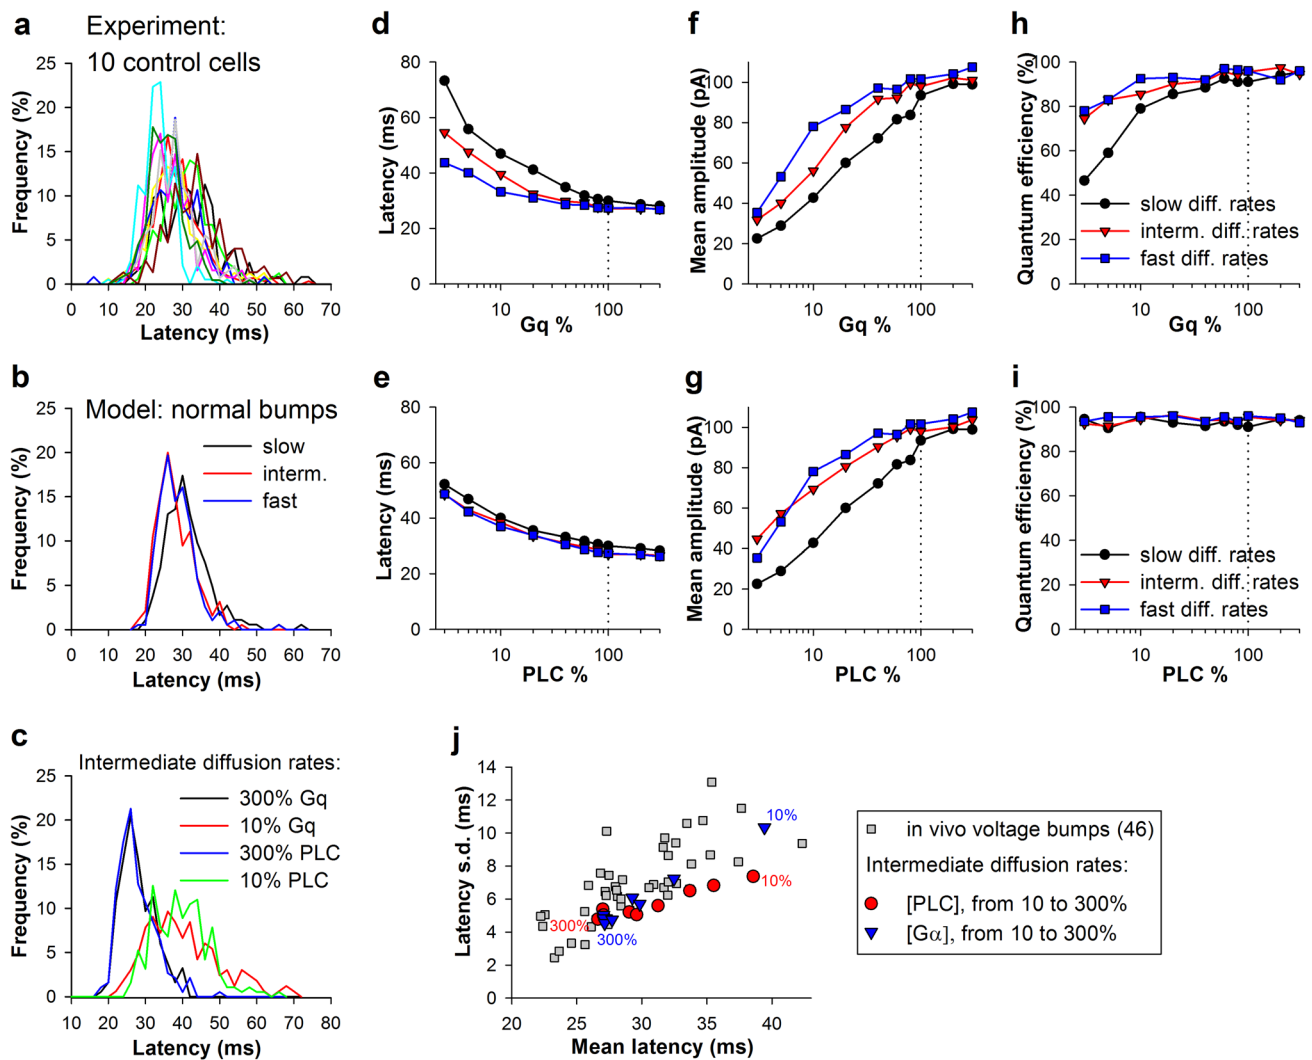 a
Experiment:
10 control cells
Frequency (%)
25
20
15
10
5
0
0 10 20 30 40 50 60 70
Latency (ms)
b
Model: normal bumps
slow
interm.
fast
Frequency (%)
25
20
15
10
5
0
0 10 20 30 40 50 60 70
Latency (ms)
c
Intermediate diffusion rates:
300% Gq
10% Gq
300% PLC
10% PLC
Frequency (%)
25
20
15
10
5
0
10 20 30 40 50 60 70 80
Latency (ms)
d
Latency (ms)
80
60
40
20
0
10 100
Gq %
e
Latency (ms)
80
60
40
20
0
10 100
PLC %
f
Mean amplitude (pA)
100
80
60
40
20
0
10 100
Gq %
g
Mean amplitude (pA)
100
80
60
40
20
0
10 100
PLC %
h
Quantum efficiency (%)
100
80
60
40
20
0
slow diff. rates
interm. diff. rates
fast diff. rates
10 100
Gq %
i
Quantum efficiency (%)
100
80
60
40
20
0
slow diff. rates
interm. diff. rates
fast diff. rates
10 100
PLC %
j
Latency s.d. (ms)
14
12
10
8
6
4
2
0
10%
10%
300%
300%
20 25 30 35 40
Mean latency (ms)
in vivo voltage bumps (46)
Intermediate diffusion rates:
[PLC], from 10 to 300%
[Gα], from 10 to 300%